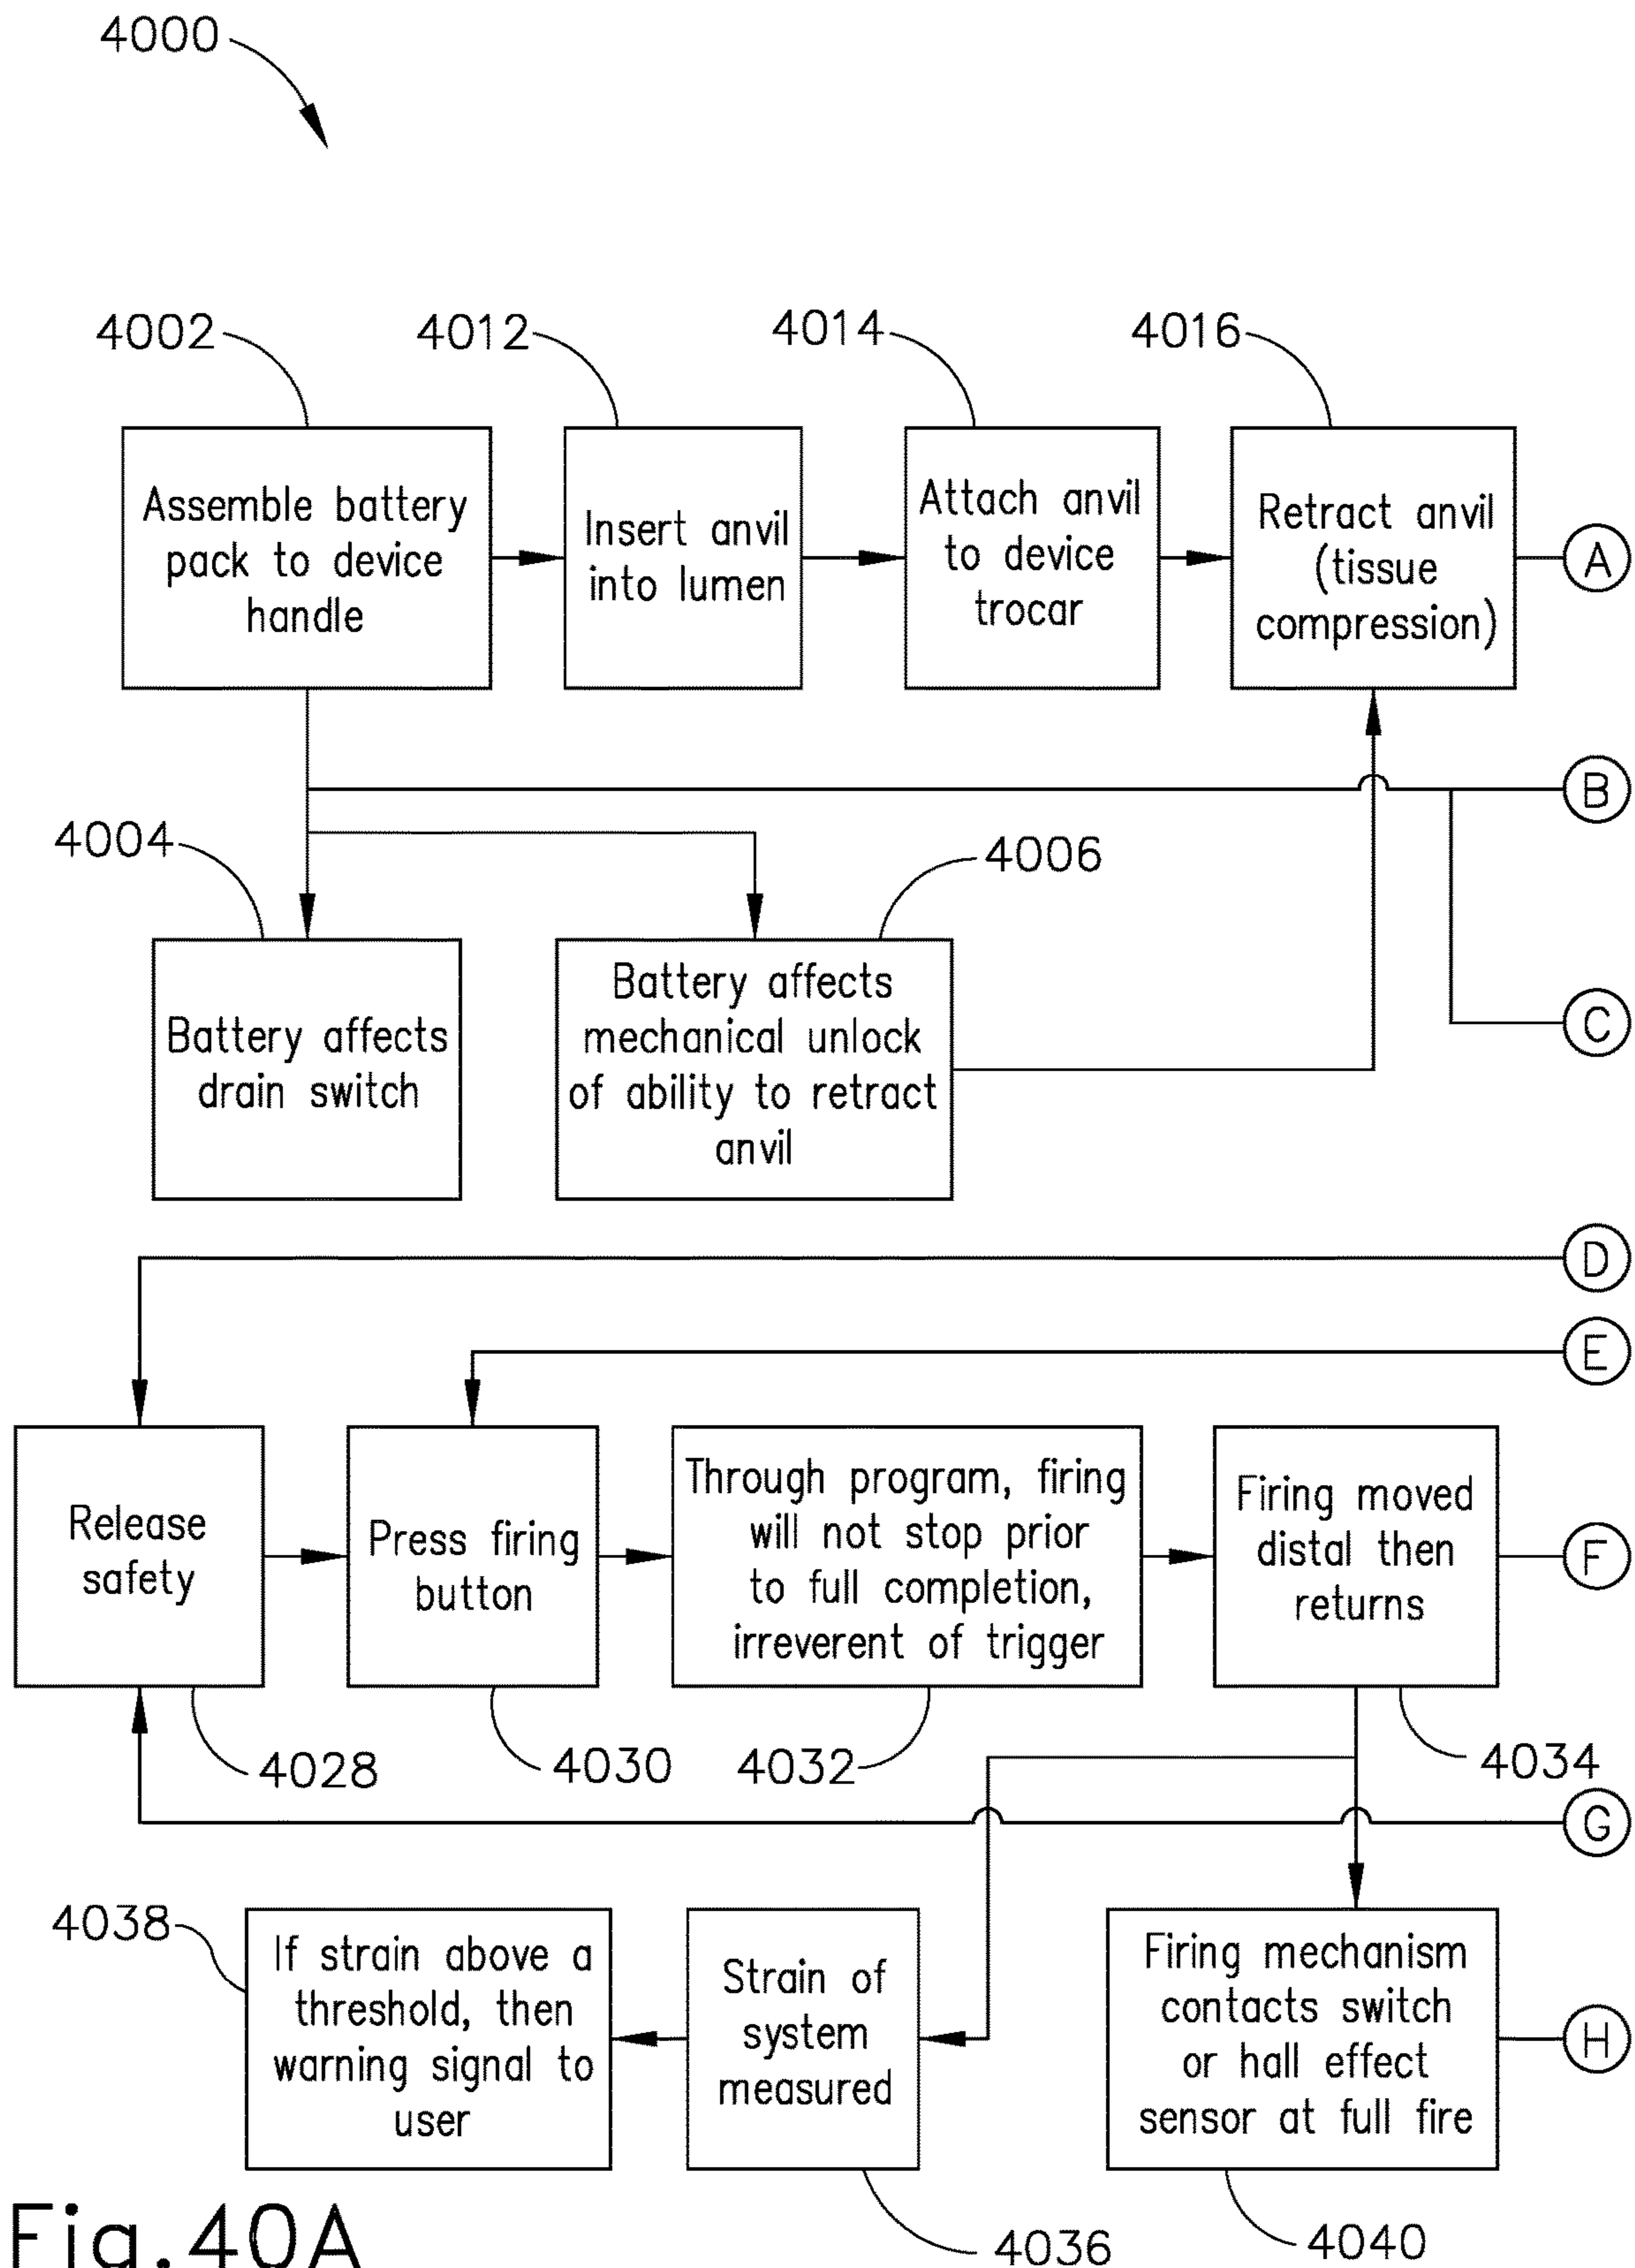 4000
4002
4012
4014
4016
Assemble battery
pack to device
handle
Insert anvil
into lumen
Attach anvil
to device
trocar
Retract anvil
(tissue
compression)
A
B
4004
4006
Battery affects
drain switch
Battery affects
mechanical unlock
of ability to retract
anvil
C
D
E
Release
safety
Press firing
button
Through program, firing
will not stop prior
to full completion,
irreverent of trigger
Firing moved
distal then
returns
F
4028
4030
4032
4034
G
4038
If strain above a
threshold, then
warning signal to
user
Strain of
system
measured
Firing mechanism
contacts switch
or hall effect
sensor at full fire
H
4036
4040
Fig.40A